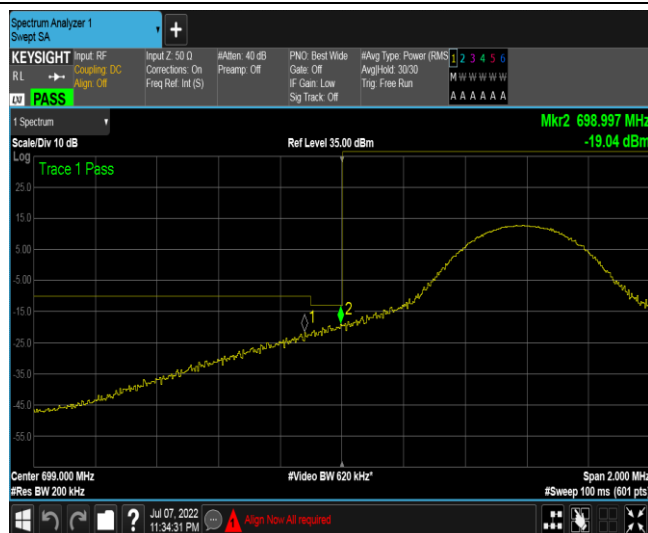 Spectrum Analyzer 1
Swept SA
+
KEYSIGHT Input: RF Input Z: 50 Ω #Atten: 40 dB PNO: Best Wide #Avg Type: Power (RMS 1 2 3 4 5 6
RL Coupling: DC Corrections: On Preamp: Off Gate: Off Avg|Hold: 30/30 M W W W W W
Align: Off Freq Ref: Int (S) IF Gain: Low Trig: Free Run
LXI PASS Sig Track: Off A A A A A A
1 Spectrum Mkr2 698.997 MHz
Scale/Div 10 dB Ref Level 35.00 dBm -19.04 dBm
Log
Trace 1 Pass
25.0
15.0
5.00
-5.00
-15.0
1
2
-25.0
-35.0
-45.0
-55.0
Center 699.000 MHz #Video BW 620 kHz* Span 2.000 MHz
#Res BW 200 kHz #Sweep 100 ms (601 pts)
? Jul 07, 2022
11:34:31 PM
Align Now All required